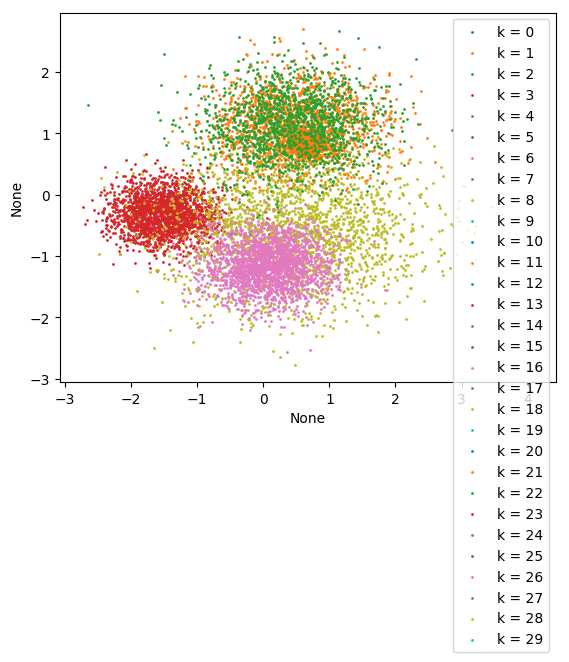 2
1
0
−1
−2
−3
None
−3
−2
−1
0
1
2
3
4
None
k = 0
k = 1
k = 2
k = 3
k = 4
k = 5
k = 6
k = 7
k = 8
k = 9
k = 10
k = 11
k = 12
k = 13
k = 14
k = 15
k = 16
k = 17
k = 18
k = 19
k = 20
k = 21
k = 22
k = 23
k = 24
k = 25
k = 26
k = 27
k = 28
k = 29